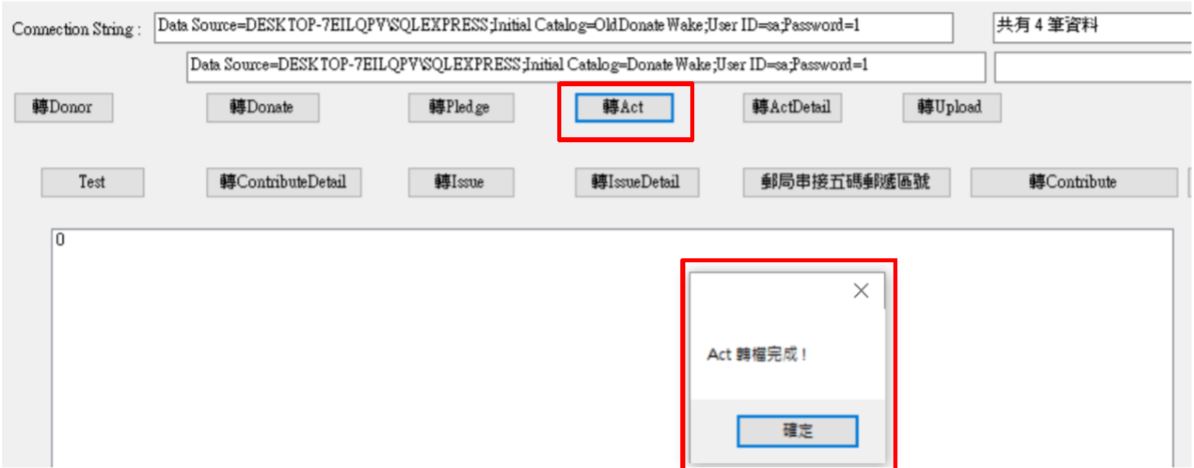 Connection String : Data Source=DESKTOP-7EILQPV\SQLEXPRESS;Initial Catalog=OldDonateWake;User ID=sa;Password=1 共有 4 筆資料
Data Source=DESKTOP-7EILQPV\SQLEXPRESS;Initial Catalog=DonateWake;User ID=sa;Password=1
轉Donor 轉Donate 轉Pledge 轉Act 轉ActDetail 轉Upload
Test 轉ContributeDetail 轉Issue 轉IssueDetail 郵局串接五碼郵遞區號 轉Contribute
0
Act 轉檔完成 !
確定